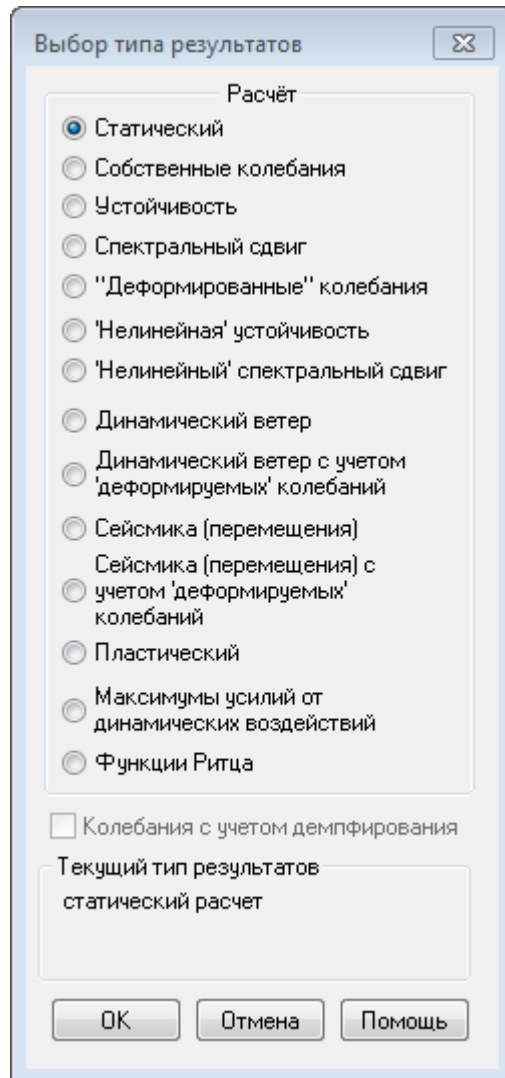 Выбор типа результатов
Расчёт
Статический
Собственные колебания
Устойчивость
Спектральный сдвиг
"Деформированные" колебания
'Нелинейная' устойчивость
'Нелинейный' спектральный сдвиг
Динамический ветер
Динамический ветер с учетом
'деформируемых' колебаний
Сейсмика (перемещения)
Сейсмика (перемещения) с
учетом 'деформируемых'
колебаний
Пластический
Максимумы усилий от
динамических воздействий
Функции Ритца
Колебания с учетом демпфирования
Текущий тип результатов
статический расчет
ОК
Отмена
Помощь